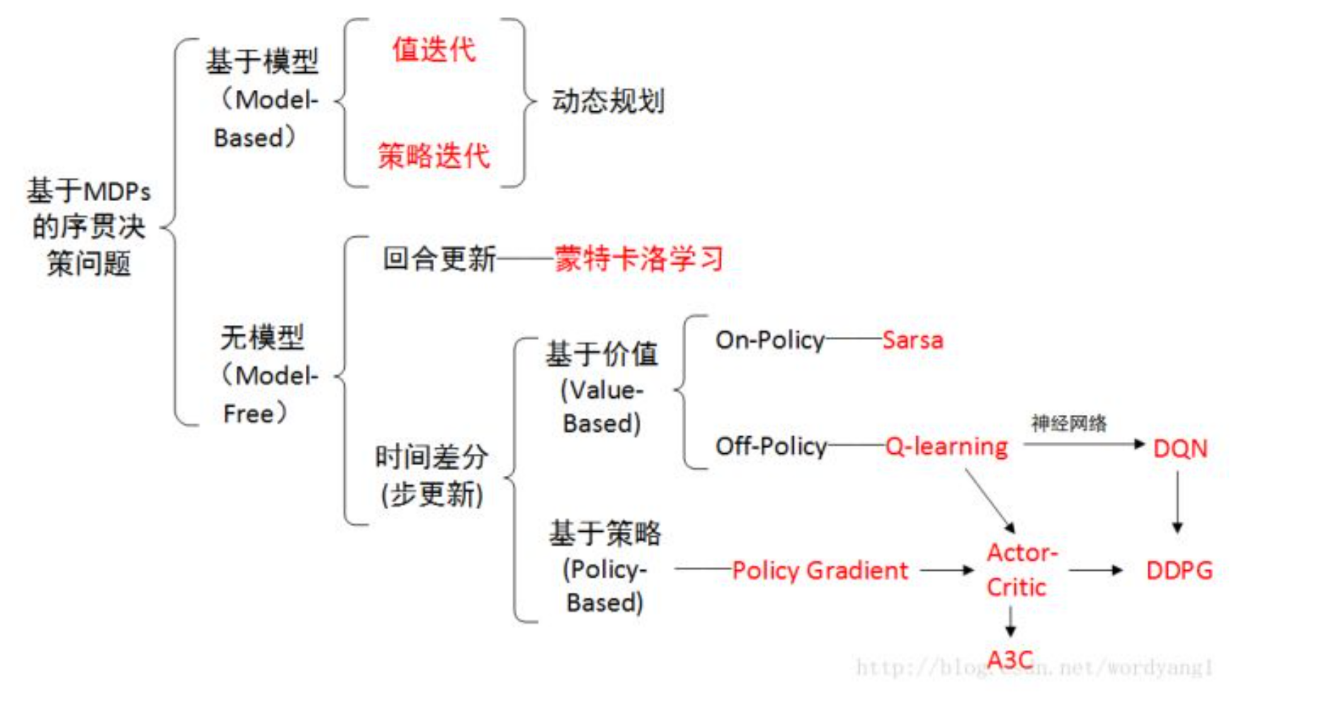 基于模型
（Model-
Based）
值迭代
策略迭代
动态规划
基于MDPs
的序贯决
策问题
无模型
（Model-
Free）
回合更新
蒙特卡洛学习
时间差分
(步更新)
基于价值
(Value-
Based)
On-Policy
Sarsa
Off-Policy
Q-learning
神经网络
DQN
基于策略
(Policy-
Based)
Policy Gradient
Actor-
Critic
DDPG
A3C
http://blog.csdn.net/wordyang1